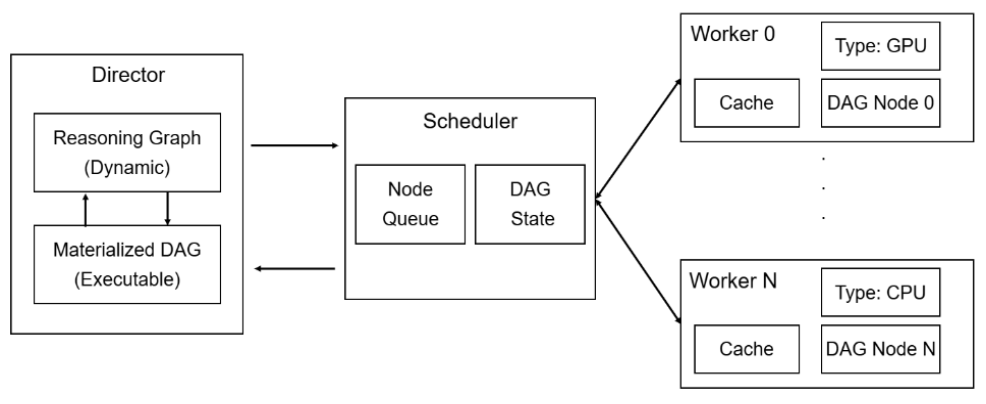 Director
Reasoning Graph
(Dynamic)
Materialized DAG
(Executable)
Scheduler
Node
Queue
DAG
State
Worker 0
Type: GPU
Cache
DAG Node 0
Worker N
Type: CPU
Cache
DAG Node N